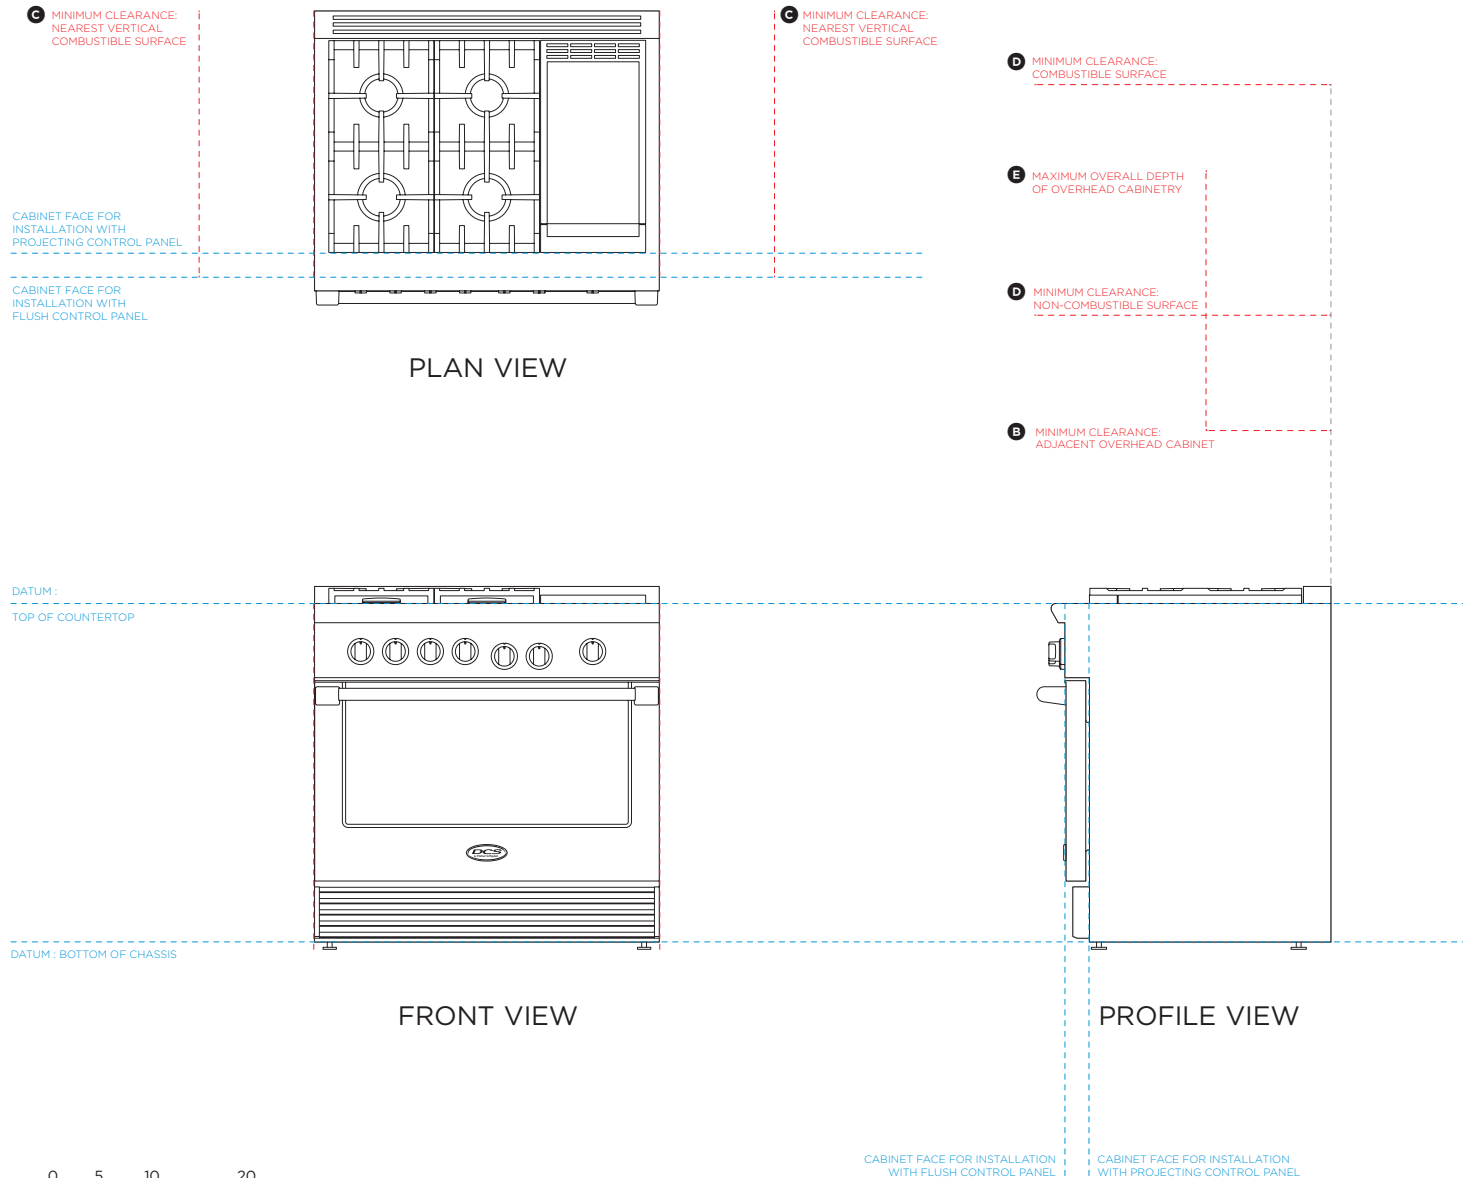 C MINIMUM CLEARANCE:
NEAREST VERTICAL
COMBUSTIBLE SURFACE
C MINIMUM CLEARANCE:
NEAREST VERTICAL
COMBUSTIBLE SURFACE
D MINIMUM CLEARANCE:
COMBUSTIBLE SURFACE
E MAXIMUM OVERALL DEPTH
OF OVERHEAD CABINETRY
CABINET FACE FOR
INSTALLATION WITH
PROJECTING CONTROL PANEL
CABINET FACE FOR
INSTALLATION WITH
FLUSH CONTROL PANEL
D MINIMUM CLEARANCE:
NON-COMBUSTIBLE SURFACE
PLAN VIEW
B MINIMUM CLEARANCE:
ADJACENT OVERHEAD CABINET
DATUM :
TOP OF COUNTERTOP
DCS
DATUM : BOTTOM OF CHASSIS
FRONT VIEW
PROFILE VIEW
CABINET FACE FOR INSTALLATION
WITH FLUSH CONTROL PANEL
CABINET FACE FOR INSTALLATION
WITH PROJECTING CONTROL PANEL
0 5 10 20